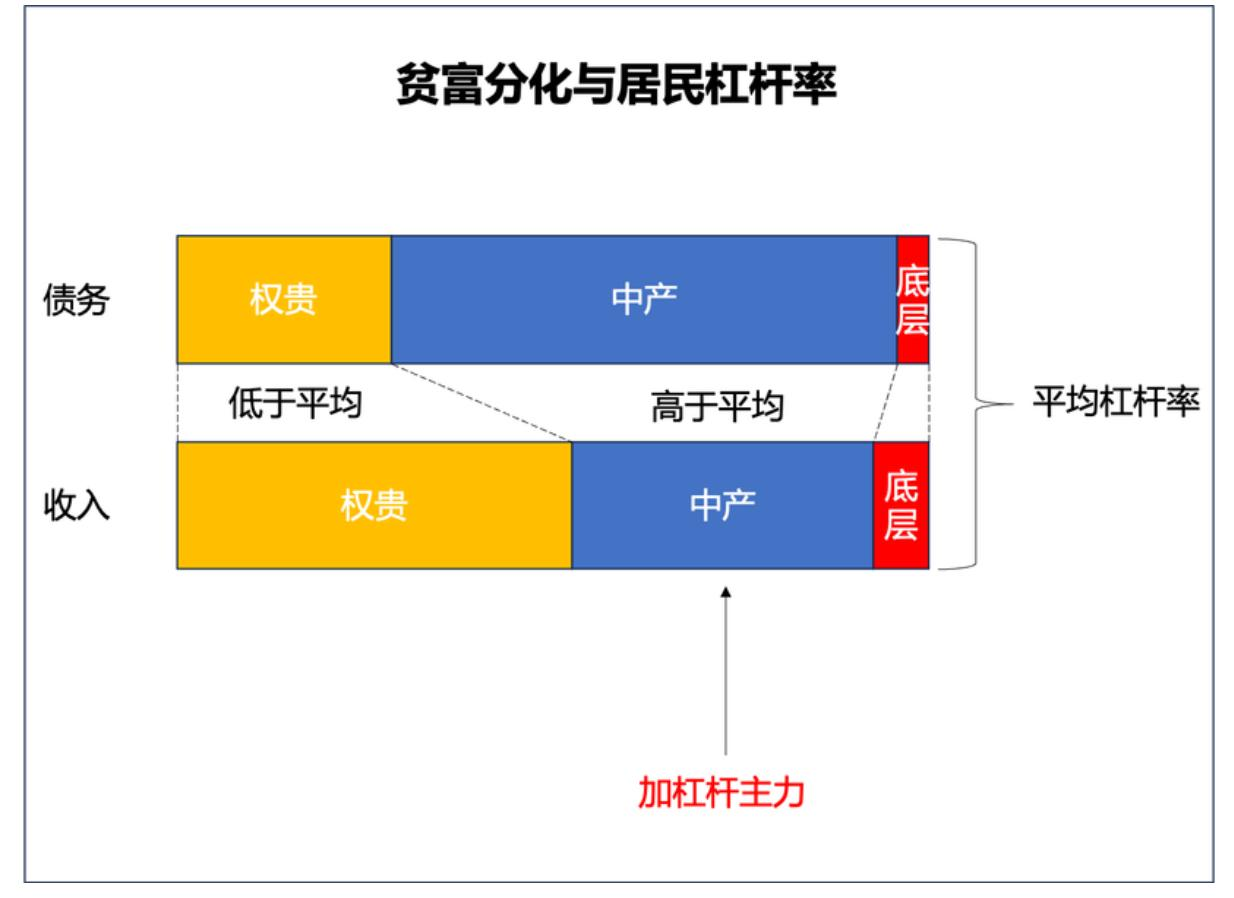 贫富分化与居民杠杆率
债务
权贵
中产
底
层
低于平均
高于平均
平均杠杆率
收入
权贵
中产
底
层
加杠杆主力